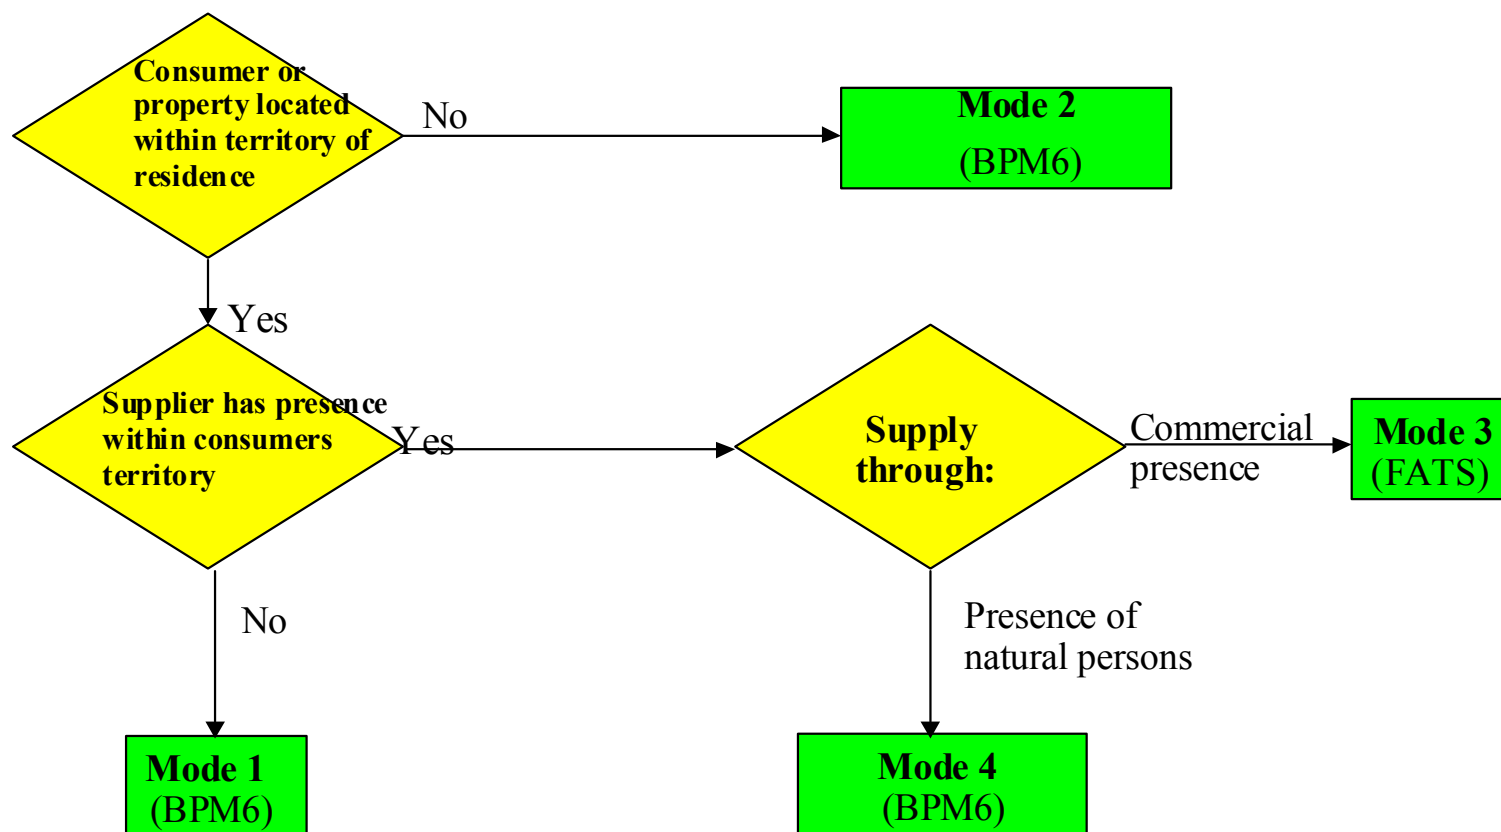 Consumer or
property located
within territory of
residence
No
Mode 2
(BPM6)
Yes
Supplier has presence
within consumers
territory
Yes
Supply
through:
Commercial
presence
Mode 3
(FATS)
No
Presence of
natural persons
Mode 1
(BPM6)
Mode 4
(BPM6)